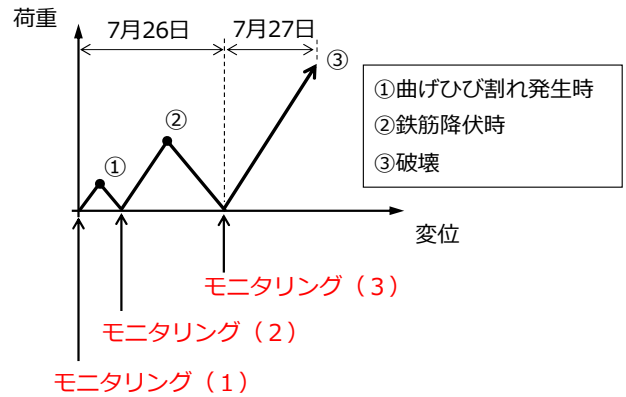 荷重
7月26日
7月27日
③
②
①
①曲げひび割れ発生時
②鉄筋降伏時
③破壊
変位
モニタリング（３）
モニタリング（２）
モニタリング（１）